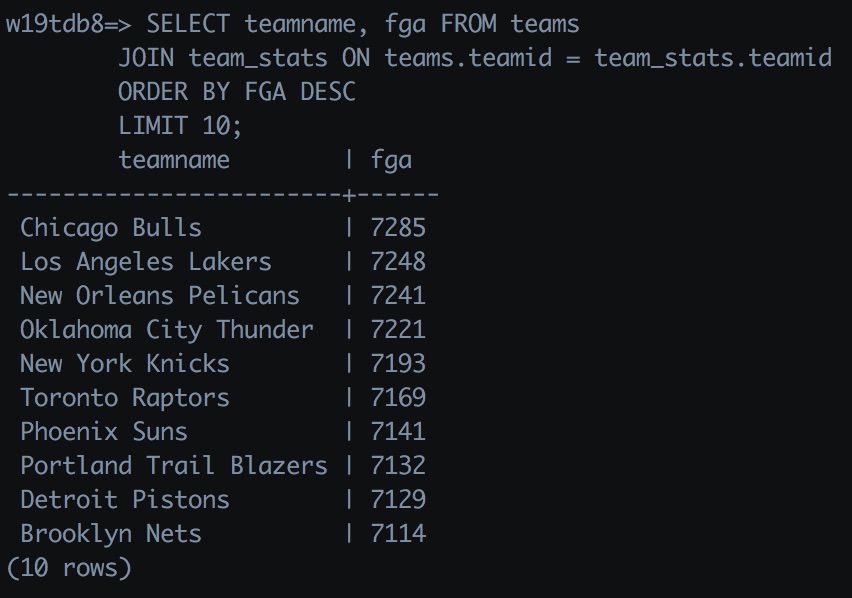 w19tdb8=> SELECT teamname, fga FROM teams
JOIN team_stats ON teams.teamid = team_stats.teamid
ORDER BY FGA DESC
LIMIT 10;
teamname | fga
------------------------+------
Chicago Bulls | 7285
Los Angeles Lakers | 7248
New Orleans Pelicans | 7241
Oklahoma City Thunder | 7221
New York Knicks | 7193
Toronto Raptors | 7169
Phoenix Suns | 7141
Portland Trail Blazers | 7132
Detroit Pistons | 7129
Brooklyn Nets | 7114
(10 rows)